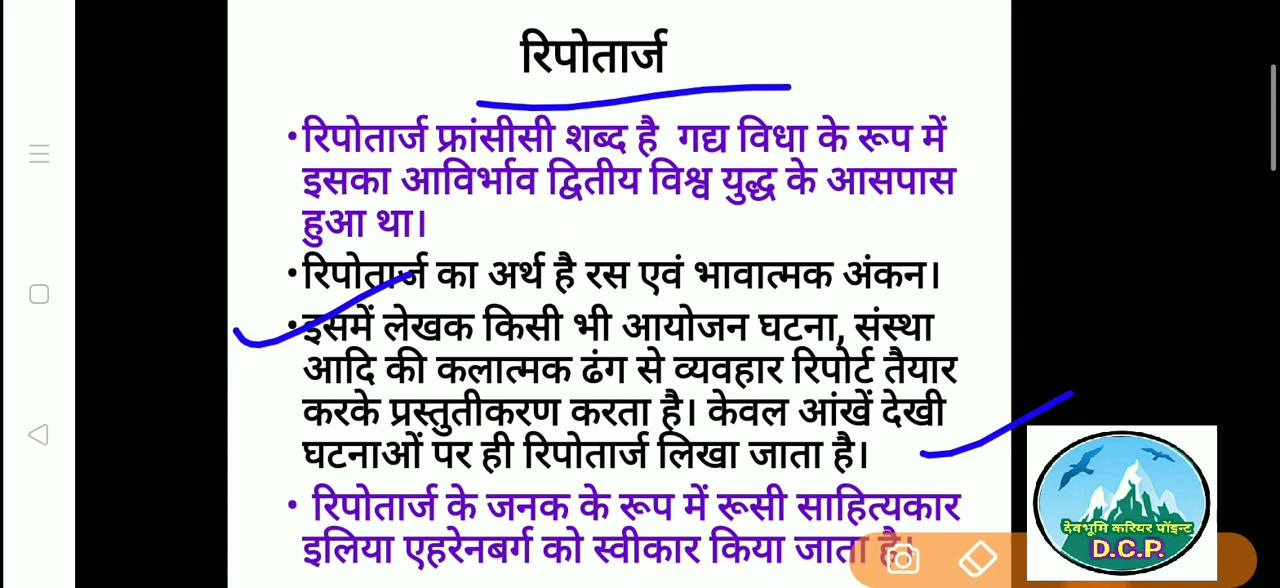 रिपोतार्ज
•रिपोतार्ज फ्रांसीसी शब्द है गद्य विधा के रूप में
इसका आविर्भाव द्वितीय विश्व युद्ध के आसपास
हुआ था।
•रिपोतार्ज का अर्थ है रस एवं भावात्मक अंकन।
•इसमें लेखक किसी भी आयोजन घटना, संस्था
आदि की कलात्मक ढंग से व्यवहार रिपोर्ट तैयार
करके प्रस्तुतीकरण करता है। केवल आंखें देखी
घटनाओं पर ही रिपोतार्ज लिखा जाता है।
• रिपोतार्ज के जनक के रूप में रूसी साहित्यकार
इलिया एहरेनबर्ग को स्वीकार किया जाता है।
देवभूमि करियर पॉइन्ट
D.C.P.